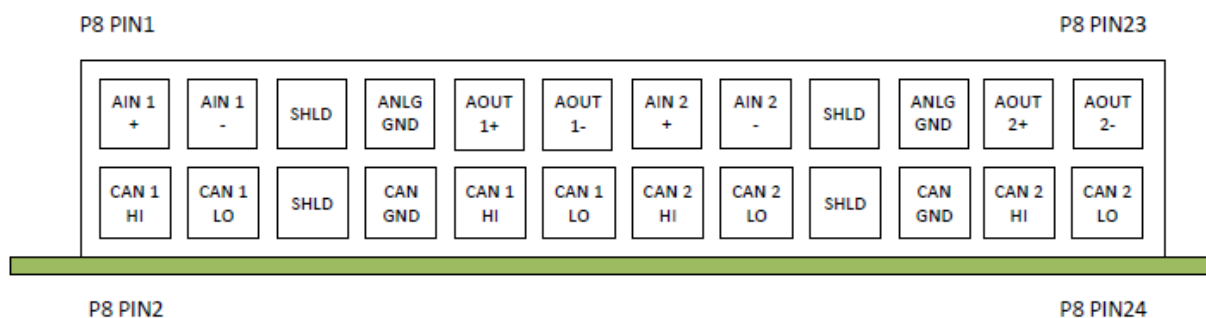 P8 PIN1 P8 PIN23
AIN 1 AIN 1 SHLD ANLG AOUT AOUT AIN 2 AIN 2 SHLD ANLG AOUT AOUT
+ - GND 1+ 1- + - GND 2+ 2-
CAN 1 CAN 1 SHLD CAN CAN 1 CAN 1 CAN 2 CAN 2 SHLD CAN CAN 2 CAN 2
HI LO GND HI LO HI LO GND HI LO
P8 PIN2 P8 PIN24